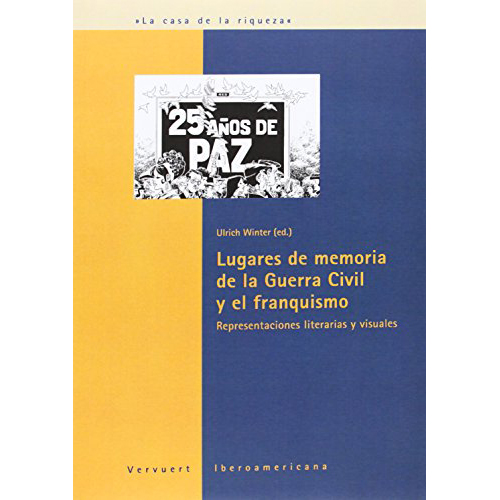 »La casa de la riqueza«
25 AÑOS DE
PAZ
Ulrich Winter (ed.)
Lugares de memoria
de la Guerra Civil
y el franquismo
Representaciones literarias y visuales
Vervuert Iberoamericana